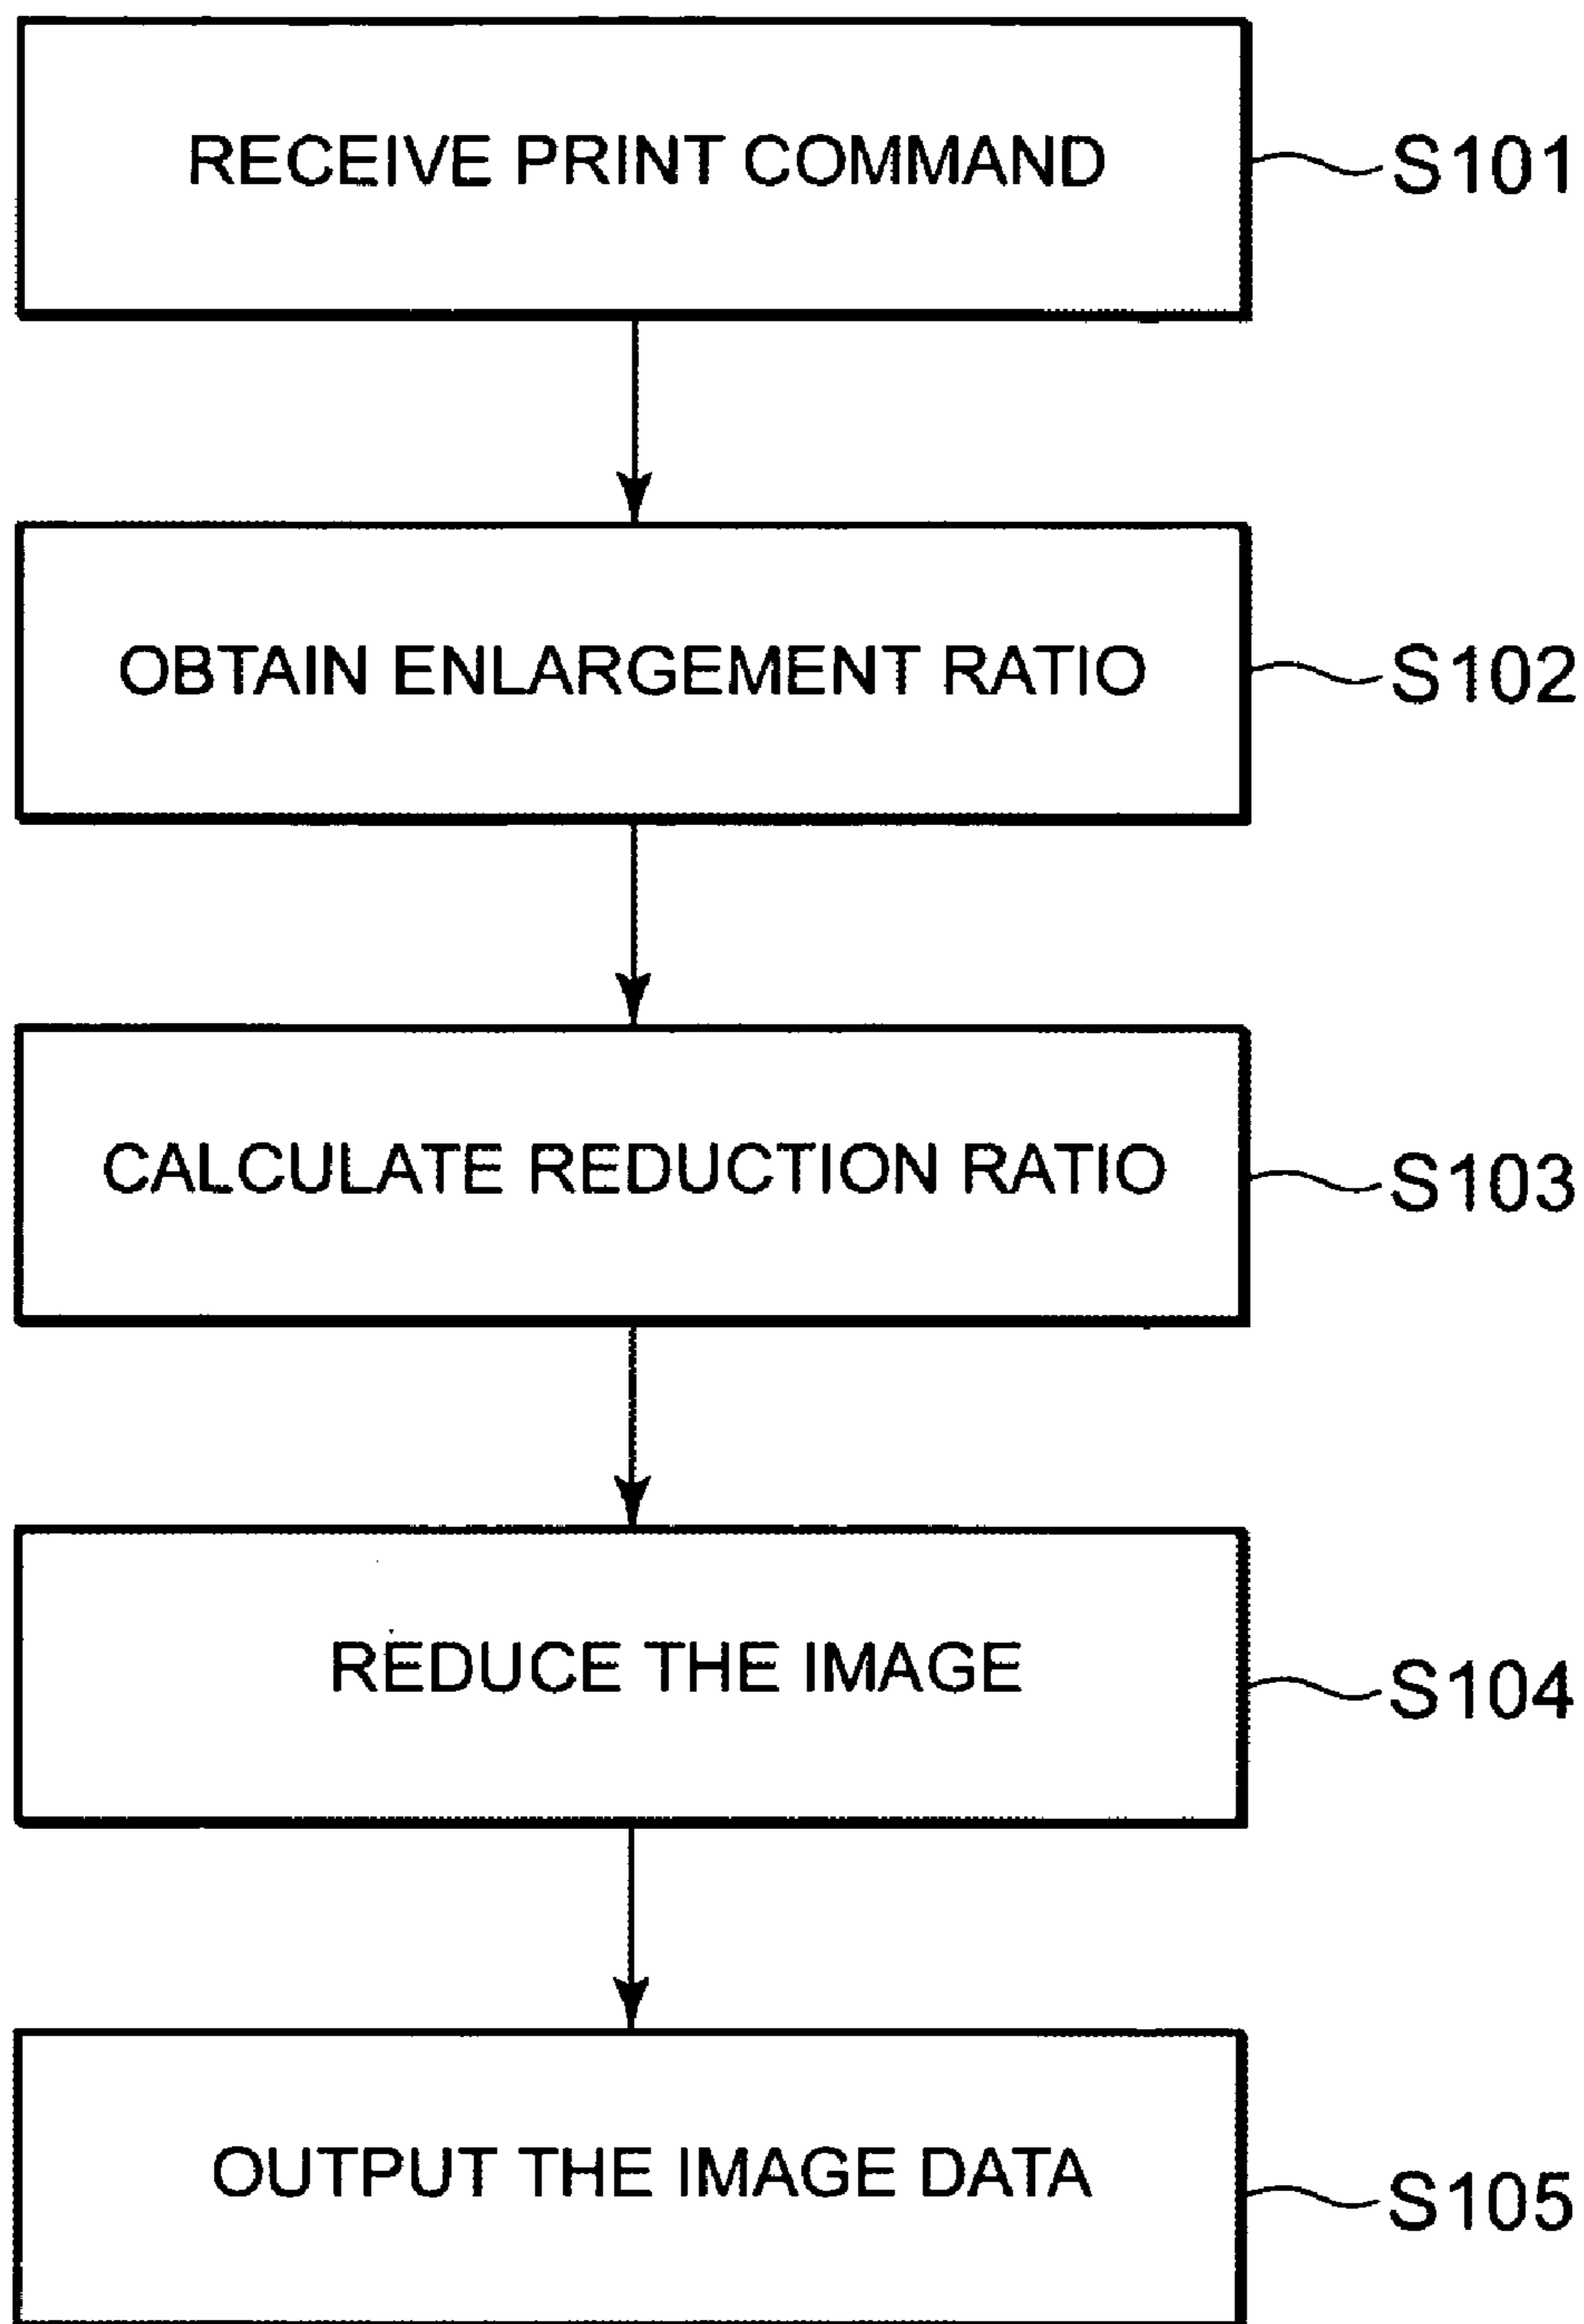 RECEIVE PRINT COMMAND
S101
OBTAIN ENLARGEMENT RATIO
S102
CALCULATE REDUCTION RATIO
S103
REDUCE THE IMAGE
S104
OUTPUT THE IMAGE DATA
S105